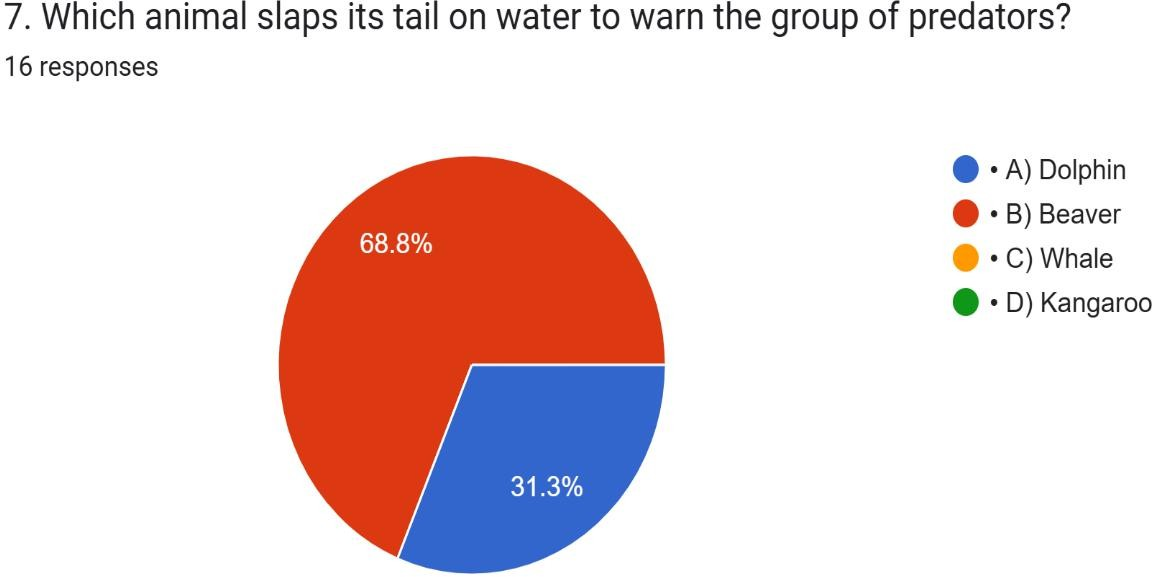 7. Which animal slaps its tail on water to warn the group of predators?
16 responses
68.8%
31.3%
• A) Dolphin
• B) Beaver
• C) Whale
• D) Kangaroo